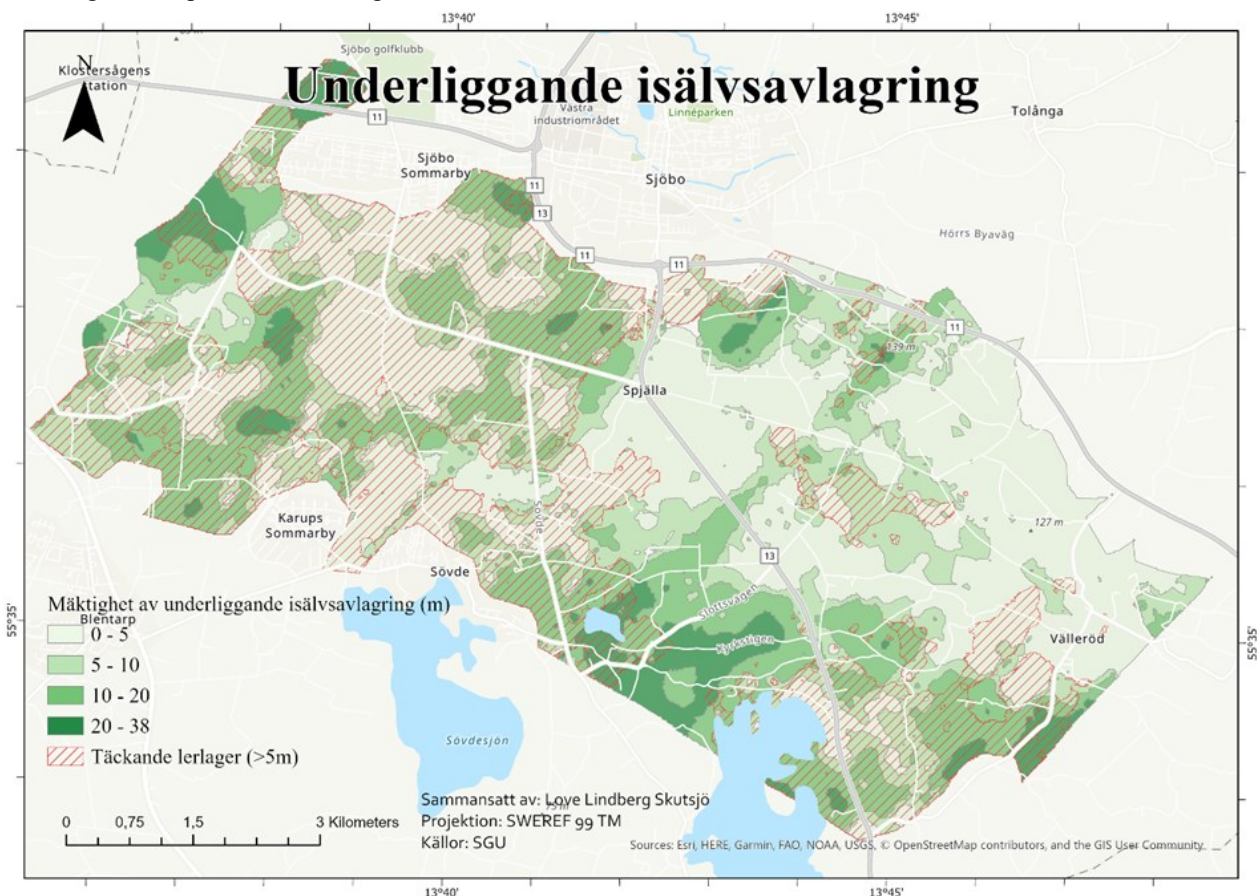 13°40'
13°45'
Sjöbo golfklubb
N
Klostersågens
station
Underliggande isälvsavlagring
11
Västra
industriområdet
Linnéparken
Tolånga
Sjöbo
Sommarby
Sjöbo
11
13
Hörrs Byaväg
11
11
11
139 m
Spjälla
Karups
Sommarby
Sövde
127 m
13
Sövde
Slottsvägen
Kyrkstigen
Välleröd
55°35'
55°35'
Mäktighet av underliggande isälvsavlagring (m)
Blentarp
0 - 5
5 - 10
10 - 20
20 - 38
Täckande lerlager (>5m)
Sövdesjön
75 m
0 0,75 1,5 3 Kilometers
Sammansatt av: Love Lindberg Skutsjö
Projektion: SWEREF 99 TM
Källor: SGU
Sources: Esri, HERE, Garmin, FAO, NOAA, USGS, © OpenStreetMap contributors, and the GIS User Community
13°40'
13°45'